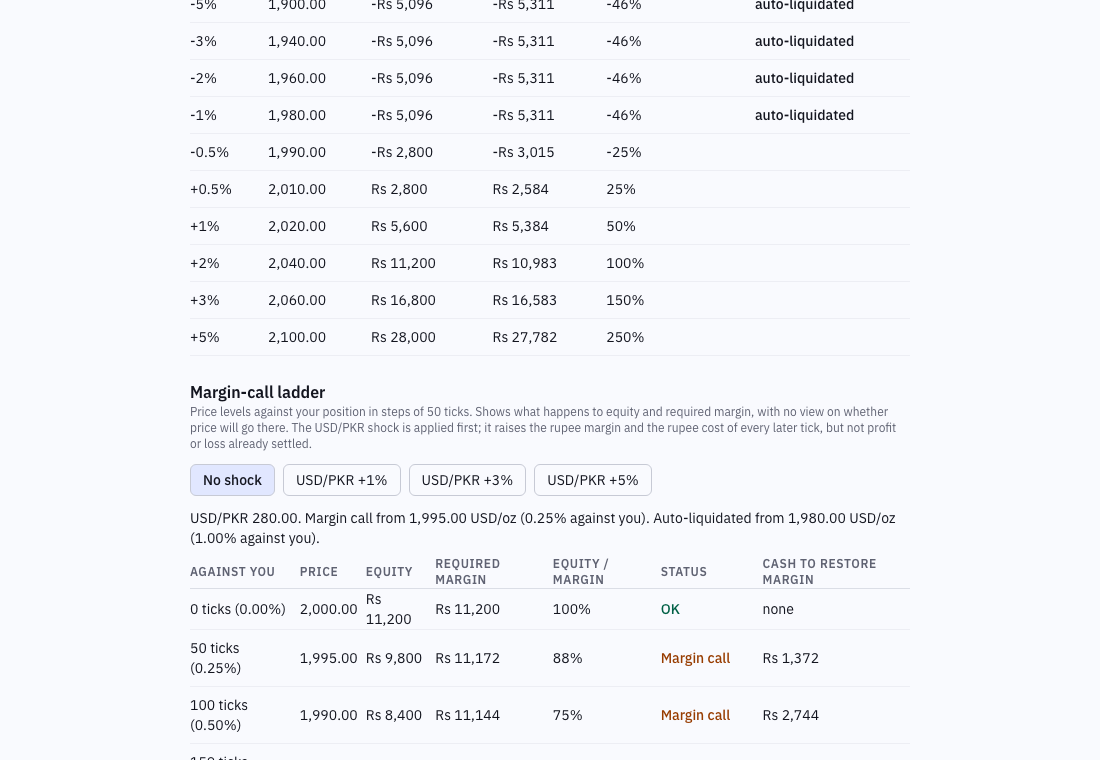 -5% 1,900.00 -Rs 5,096 -Rs 5,311 -46% auto-liquidated
-3% 1,940.00 -Rs 5,096 -Rs 5,311 -46% auto-liquidated
-2% 1,960.00 -Rs 5,096 -Rs 5,311 -46% auto-liquidated
-1% 1,980.00 -Rs 5,096 -Rs 5,311 -46% auto-liquidated
-0.5% 1,990.00 -Rs 2,800 -Rs 3,015 -25%
+0.5% 2,010.00 Rs 2,800 Rs 2,584 25%
+1% 2,020.00 Rs 5,600 Rs 5,384 50%
+2% 2,040.00 Rs 11,200 Rs 10,983 100%
+3% 2,060.00 Rs 16,800 Rs 16,583 150%
+5% 2,100.00 Rs 28,000 Rs 27,782 250%
Margin-call ladder
Price levels against your position in steps of 50 ticks. Shows what happens to equity and required margin, with no view on whether
price will go there. The USD/PKR shock is applied first; it raises the rupee margin and the rupee cost of every later tick, but not profit
or loss already settled.
No shock USD/PKR +1% USD/PKR +3% USD/PKR +5%
USD/PKR 280.00. Margin call from 1,995.00 USD/oz (0.25% against you). Auto-liquidated from 1,980.00 USD/oz
(1.00% against you).
AGAINST YOU PRICE EQUITY REQUIRED MARGIN EQUITY / MARGIN STATUS CASH TO RESTORE MARGIN
0 ticks (0.00%) 2,000.00 Rs 11,200 Rs 11,200 100% OK none
50 ticks (0.25%) 1,995.00 Rs 9,800 Rs 11,172 88% Margin call Rs 1,372
100 ticks (0.50%) 1,990.00 Rs 8,400 Rs 11,144 75% Margin call Rs 2,744